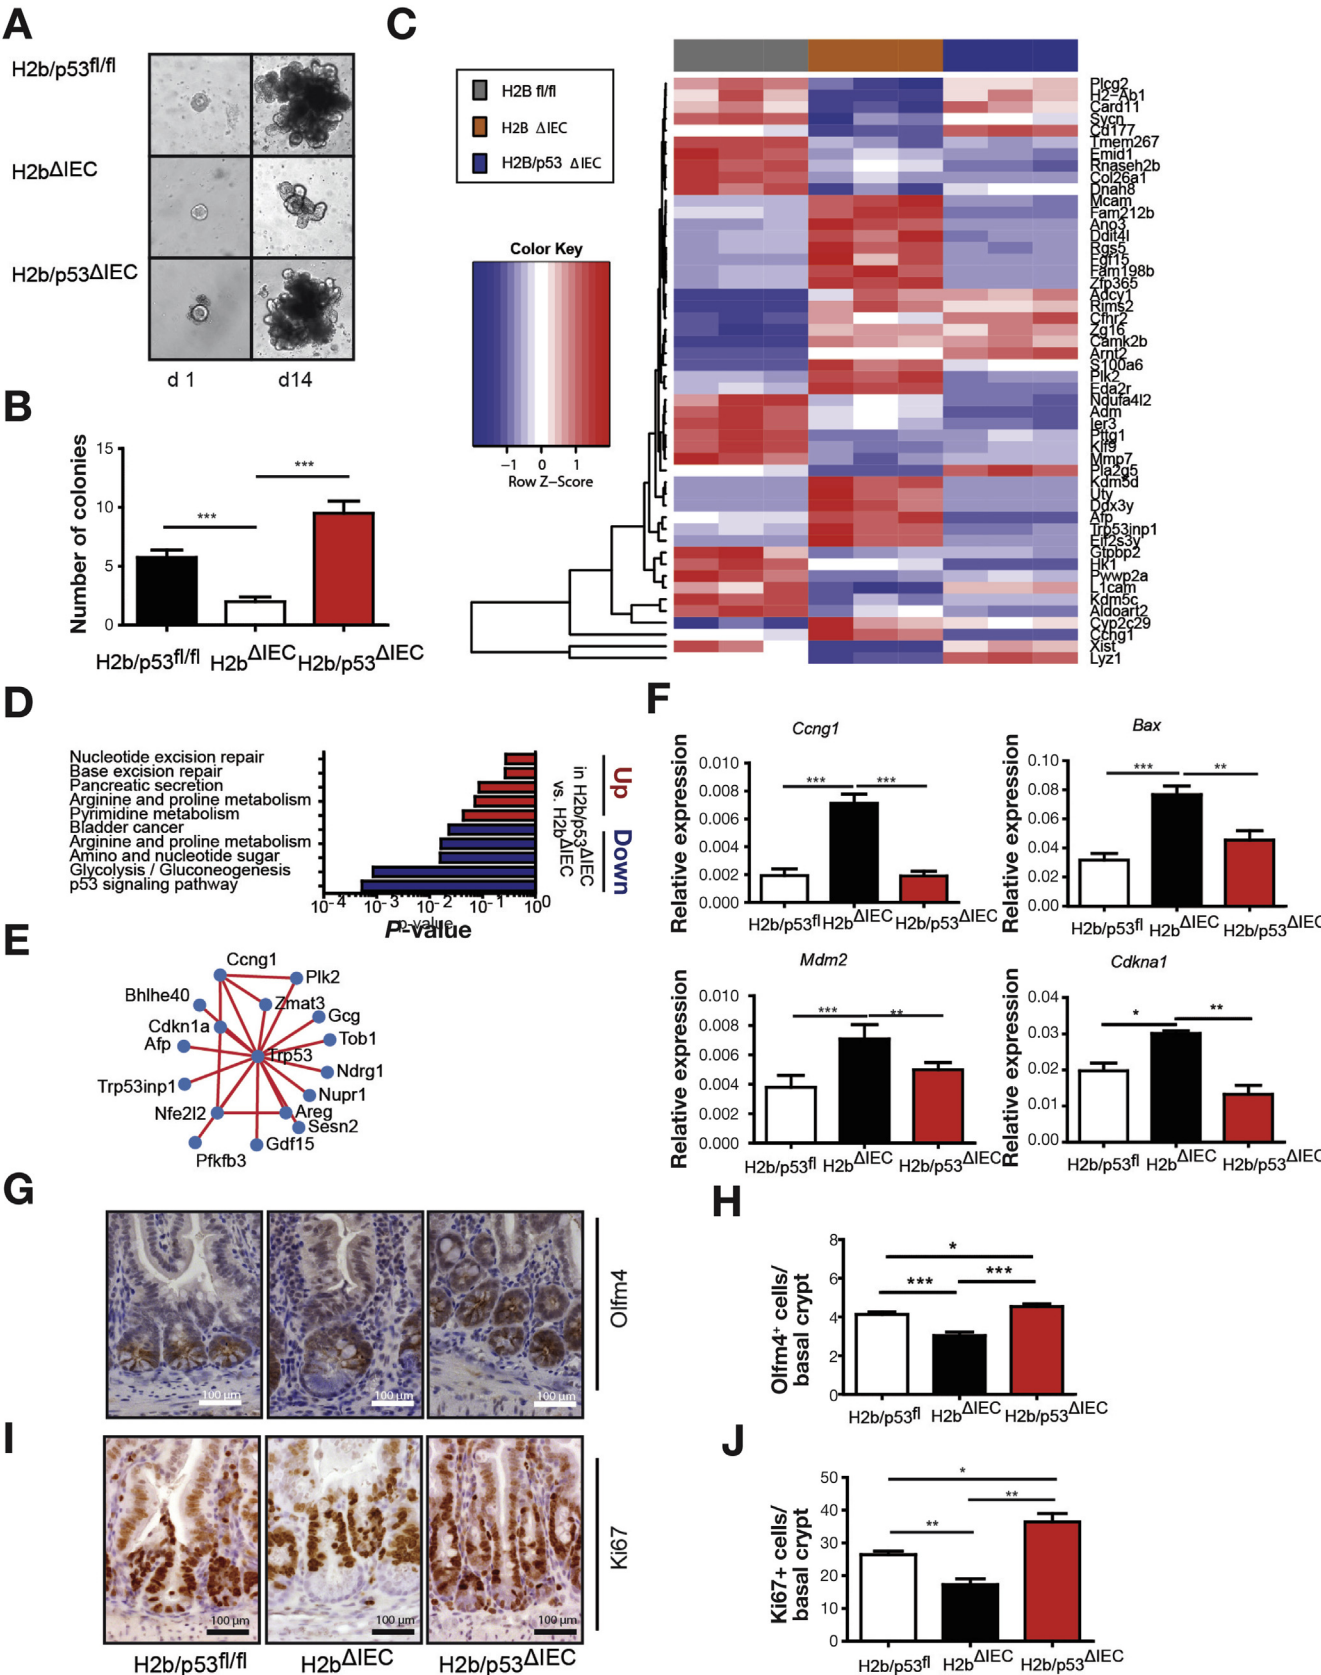 A
H2b/p53fl/fl
H2bΔIEC
H2b/p53ΔIEC
d 1
d14
B
Number of colonies
15
10
5
0
***
***
H2b/p53fl/fl
H2bΔIEC
H2b/p53ΔIEC
C
H2B fl/fl
H2B ΔIEC
H2B/p53 ΔIEC
Color Key
−1 0 1
Row Z−Score
Plcg2
H2−Ab1
Card11
Sycn
Cd177
Tmem267
Emid1
Rnaseh2b
Col26a1
Dnah8
Mcam
Fam212b
Ano3
Ddit4l
Rgs5
Fgf15
Fam198b
Zfp365
Adcy1
Rims2
Cfhr2
Zg16
Camk2b
Arnt2
S100a6
Plk2
Eda2r
Ndufa4l2
Adm
Ier3
Pttg1
Klf9
Mmp7
Pla2g5
Kdm5d
Uty
Ddx3y
Afp
Trp53inp1
Eif2s3y
Gtpbp2
Hk1
Pwwp2a
L1cam
Kdm5c
Aldoart2
Cyp2c29
Ccng1
Xist
Lyz1
D
Nucleotide excision repair
Base excision repair
Pancreatic secretion
Arginine and proline metabolism
Pyrimidine metabolism
Bladder cancer
Arginine and proline metabolism
Amino and nucleotide sugar
Glycolysis / Gluconeogenesis
p53 signaling pathway
10-4 10-3 10-2 10-1 100
p-value
P-value
Up
Down
in H2b/p53ΔIEC
vs. H2bΔIEC
E
Ccng1
Plk2
Bhlhe40
Zmat3
Gcg
Cdkn1a
Tob1
Afp
Trp53
Ndrg1
Trp53inp1
Nupr1
Nfe2l2
Areg
Sesn2
Gdf15
Pfkfb3
F
Ccng1
Relative expression
0.010
0.008
0.006
0.004
0.002
0.000
***
***
H2b/p53fl
H2bΔIEC
H2b/p53ΔIEC
Bax
Relative expression
0.10
0.08
0.06
0.04
0.02
0.00
***
**
H2b/p53fl
H2bΔIEC
H2b/p53ΔIEC
Mdm2
Relative expression
0.010
0.008
0.006
0.004
0.002
0.000
***
**
H2b/p53fl
H2bΔIEC
H2b/p53ΔIEC
Cdkna1
Relative expression
0.04
0.03
0.02
0.01
0.00
*
**
H2b/p53fl
H2bΔIEC
H2b/p53ΔIEC
G
100 µm
100 µm
100 µm
Olfm4
H
Olfm4+ cells/
basal crypt
8
6
4
2
0
*
***
***
H2b/p53fl
H2bΔIEC
H2b/p53ΔIEC
I
100 µm
100 µm
100 µm
Ki67
H2b/p53fl/fl
H2bΔIEC
H2b/p53ΔIEC
J
Ki67+ cells/
basal crypt
50
40
30
20
10
0
*
**
**
H2b/p53fl
H2bΔIEC
H2b/p53ΔIEC